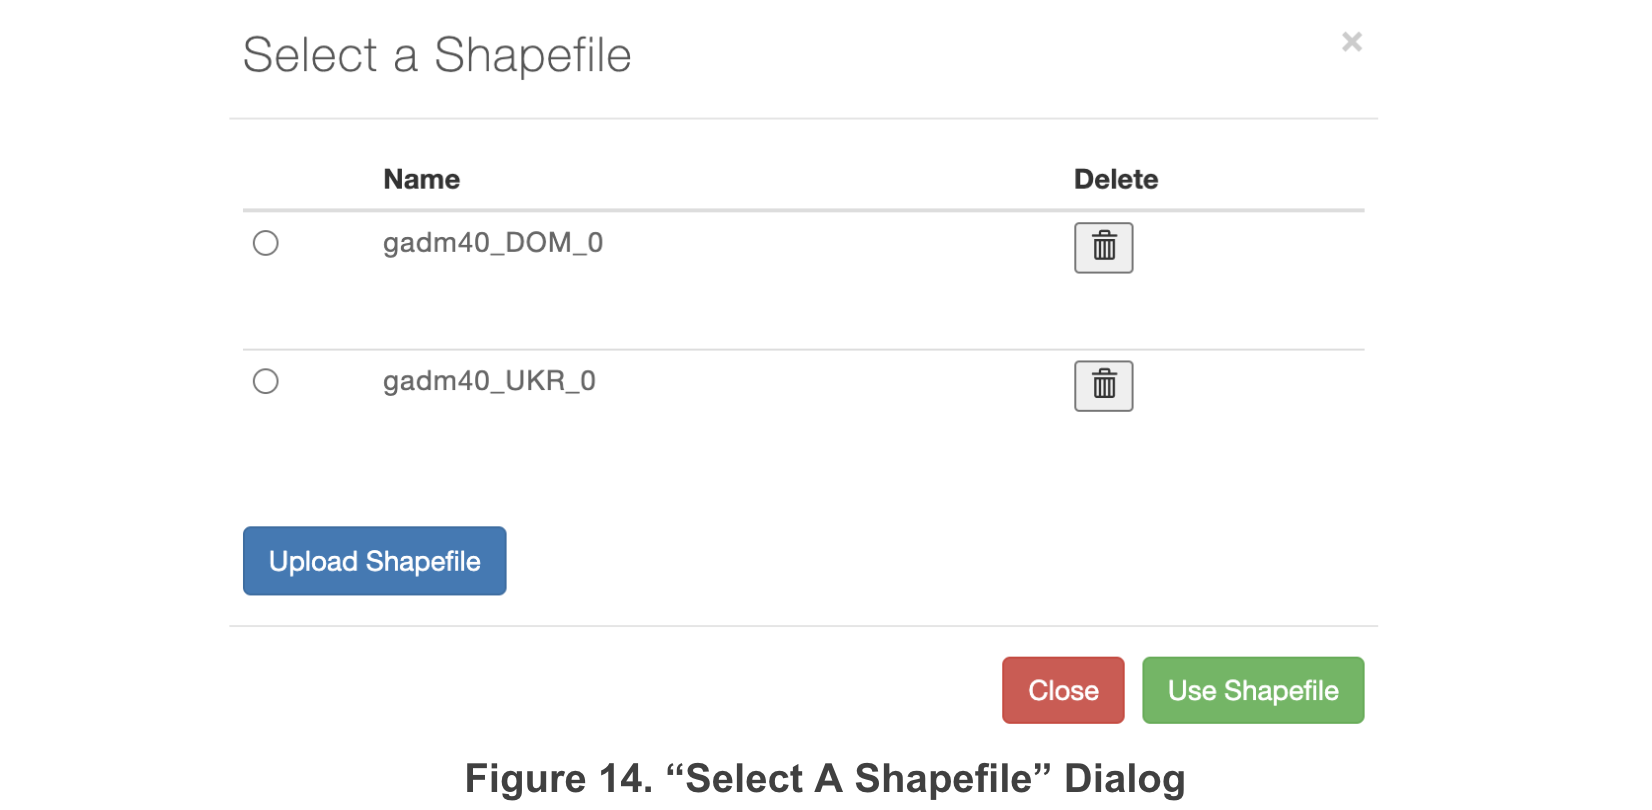 Select a Shapefile
×
Name Delete
gadm40_DOM_0
gadm40_UKR_0
Upload Shapefile
Close Use Shapefile
Figure 14. “Select A Shapefile” Dialog